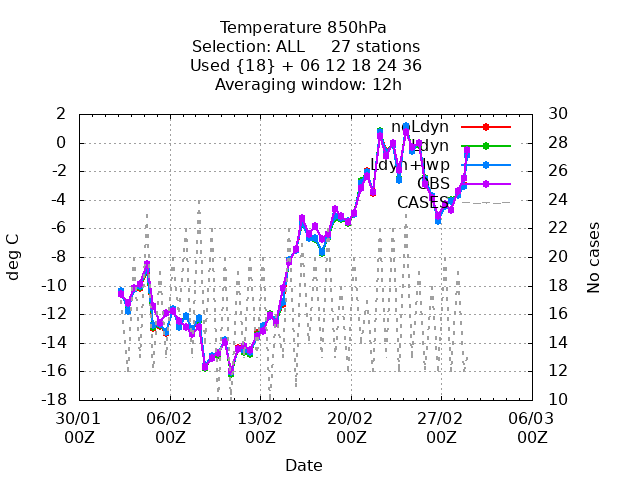 Temperature 850hPa
Selection: ALL 27 stations
Used {18} + 06 12 18 24 36
Averaging window: 12h
2
0
-2
-4
-6
-8
-10
-12
-14
-16
-18
deg C
30
28
26
24
22
20
18
16
14
12
10
No cases
noLdyn
Ldyn
Ldyn+lwp
OBS
CASES
30/01 06/02 13/02 20/02 27/02 06/03
00Z 00Z 00Z 00Z 00Z 00Z
Date